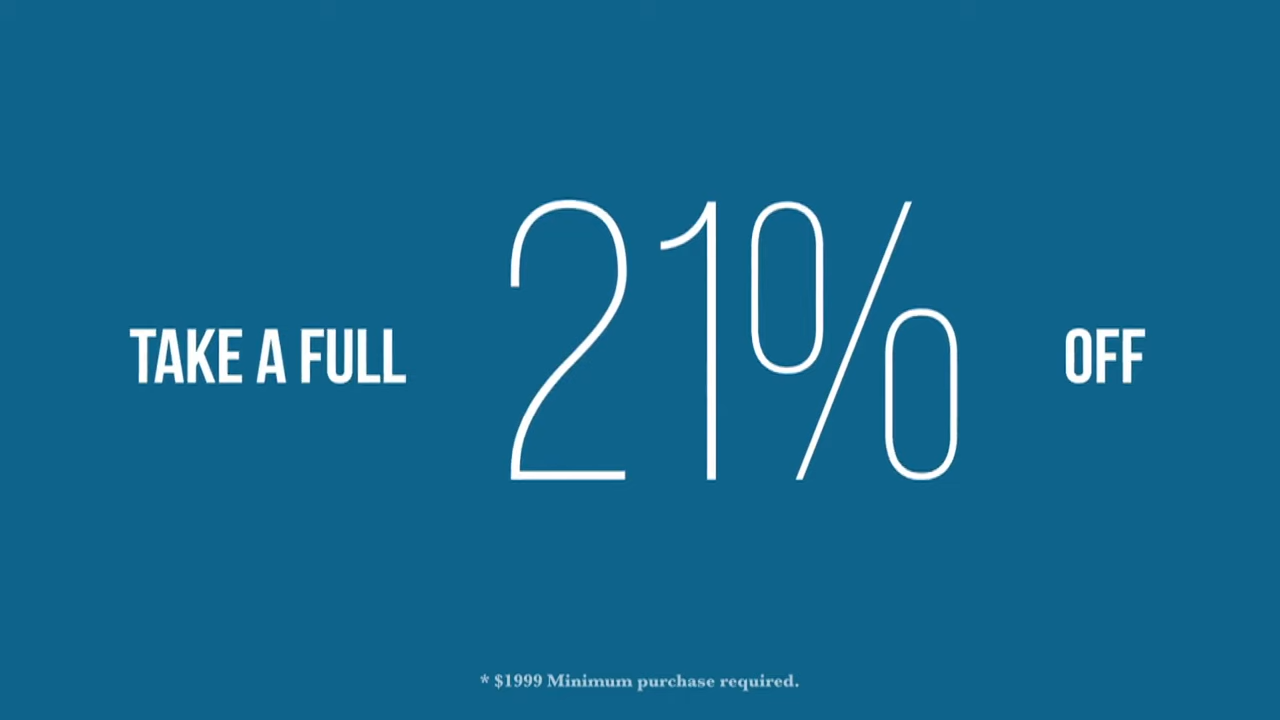 TAKE A FULL 21% OFF
* $1999 Minimum purchase required.